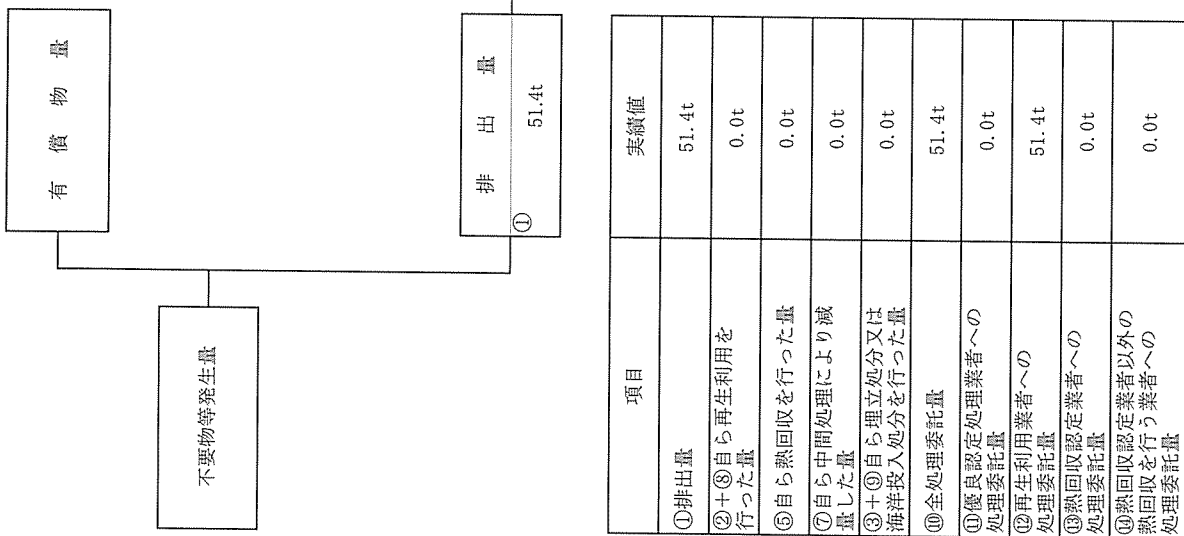 有償物量
不要物等発生量
排出量
①
51.4t
項目 実績値
①排出量 51.4t
②+⑧自ら再生利用を
行った量 0.0t
⑤自ら熱回収を行った量 0.0t
⑦自ら中間処理により減
量した量 0.0t
③+⑨自ら埋立処分又は
海洋投入処分を行った量 0.0t
⑩全処理委託量 51.4t
⑪優良認定処理業者への
処理委託量 0.0t
⑫再生利用業者への
処理委託量 51.4t
⑬熱回収認定業者への
処理委託量 0.0t
⑭熱回収認定業者以外の
熱回収を行う業者への
処理委託量 0.0t